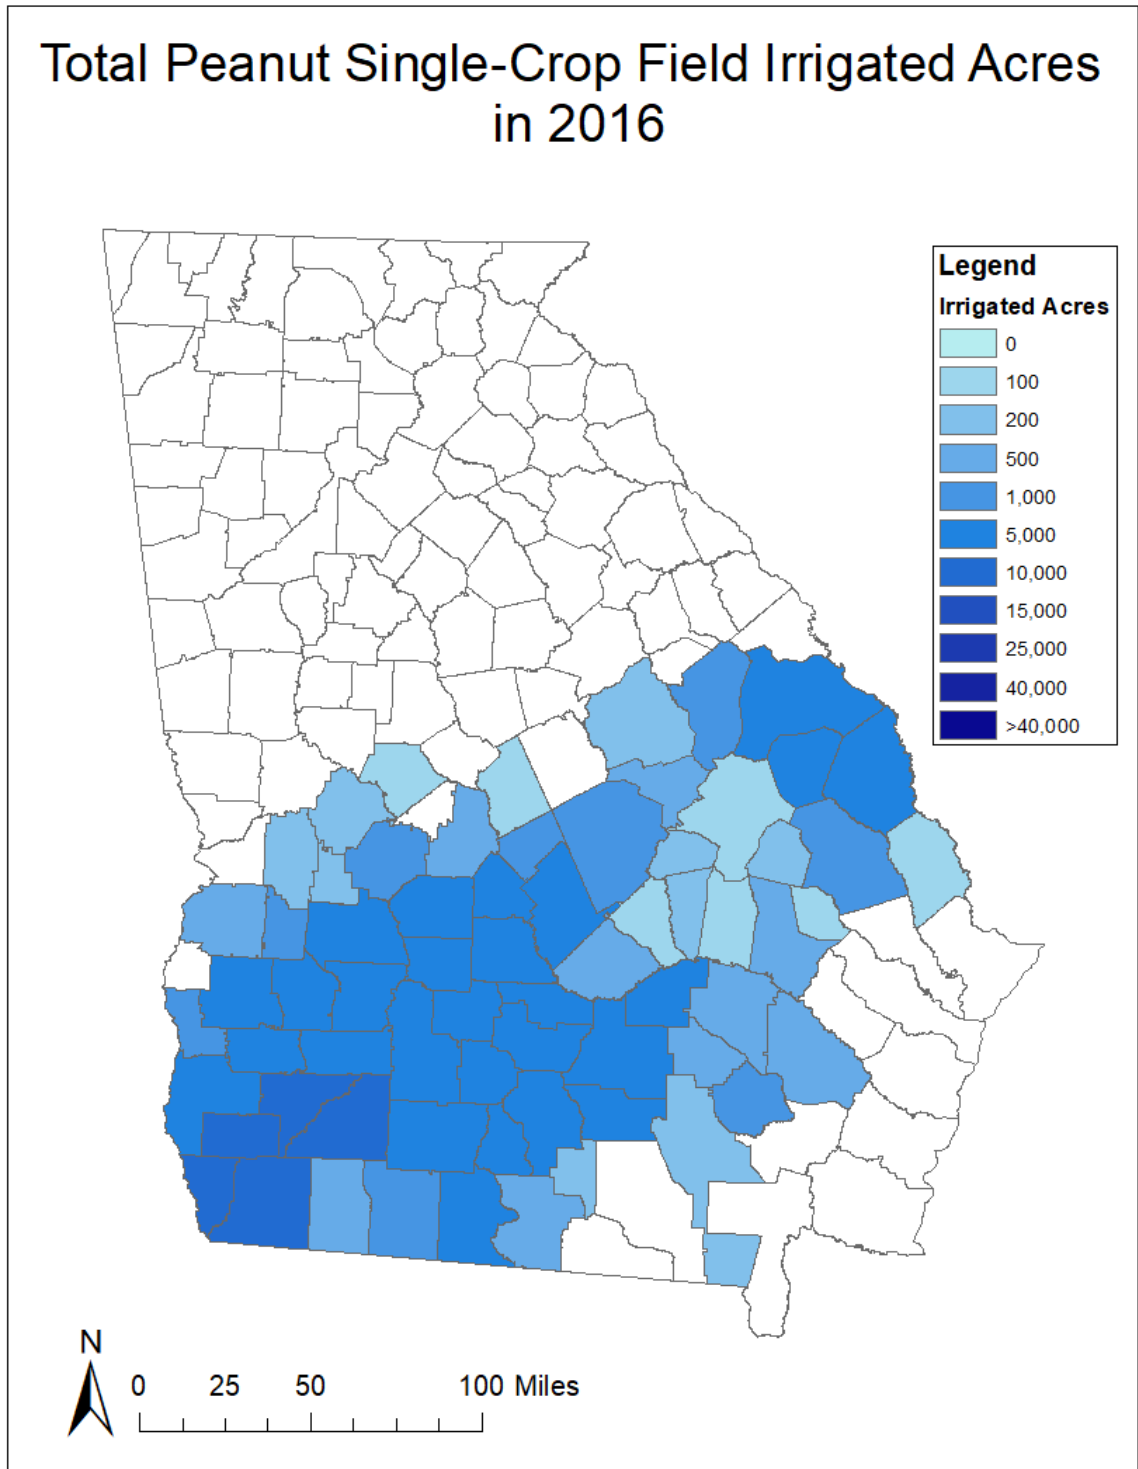 Total Peanut Single-Crop Field Irrigated Acres
in 2016
Legend
Irrigated Acres
0
100
200
500
1,000
5,000
10,000
15,000
25,000
40,000
>40,000
N
0 25 50 100 Miles